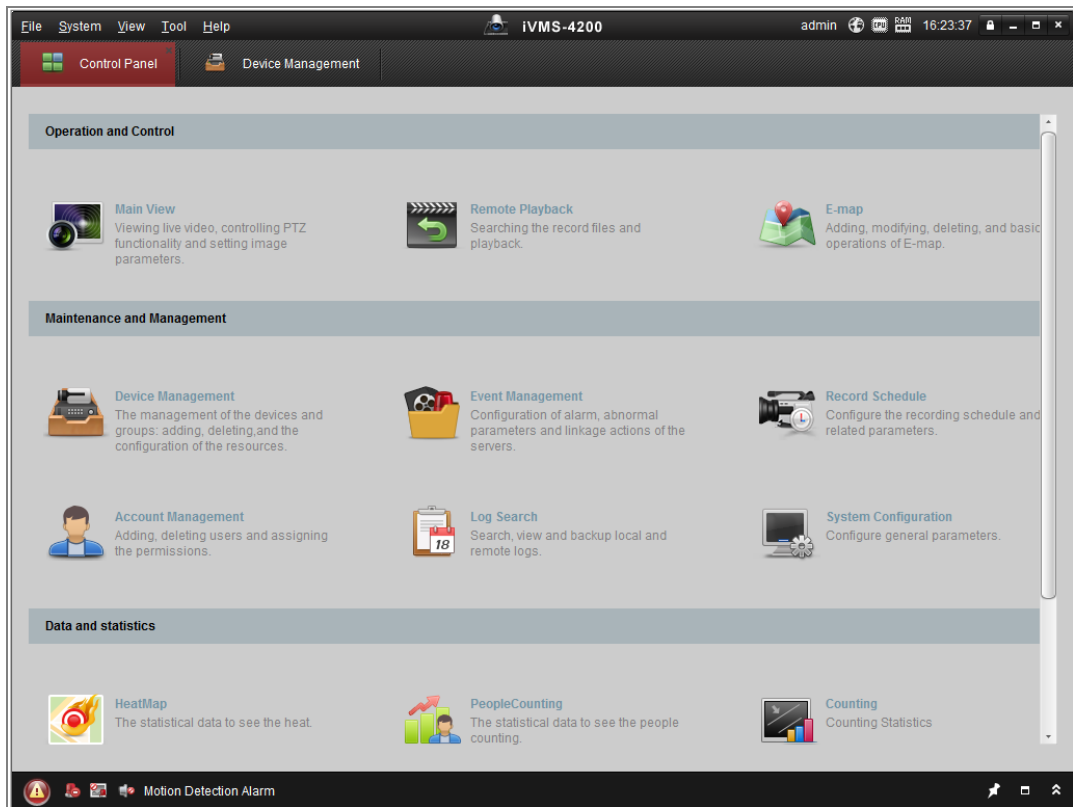 File System View Tool Help iVMS-4200 admin CPU RAM 16:23:37
Control Panel Device Management
Operation and Control
Main View
Viewing live video, controlling PTZ
functionality and setting image
parameters.
Remote Playback
Searching the record files and
playback.
E-map
Adding, modifying, deleting, and basic
operations of E-map.
Maintenance and Management
Device Management
The management of the devices and
groups: adding, deleting,and the
configuration of the resources.
Event Management
Configuration of alarm, abnormal
parameters and linkage actions of the
servers.
Record Schedule
Configure the recording schedule and
related parameters.
Account Management
Adding, deleting users and assigning
the permissions.
18
Log Search
Search, view and backup local and
remote logs.
System Configuration
Configure general parameters.
Data and statistics
HeatMap
The statistical data to see the heat.
PeopleCounting
The statistical data to see the people
counting.
Counting
Counting Statistics
Motion Detection Alarm